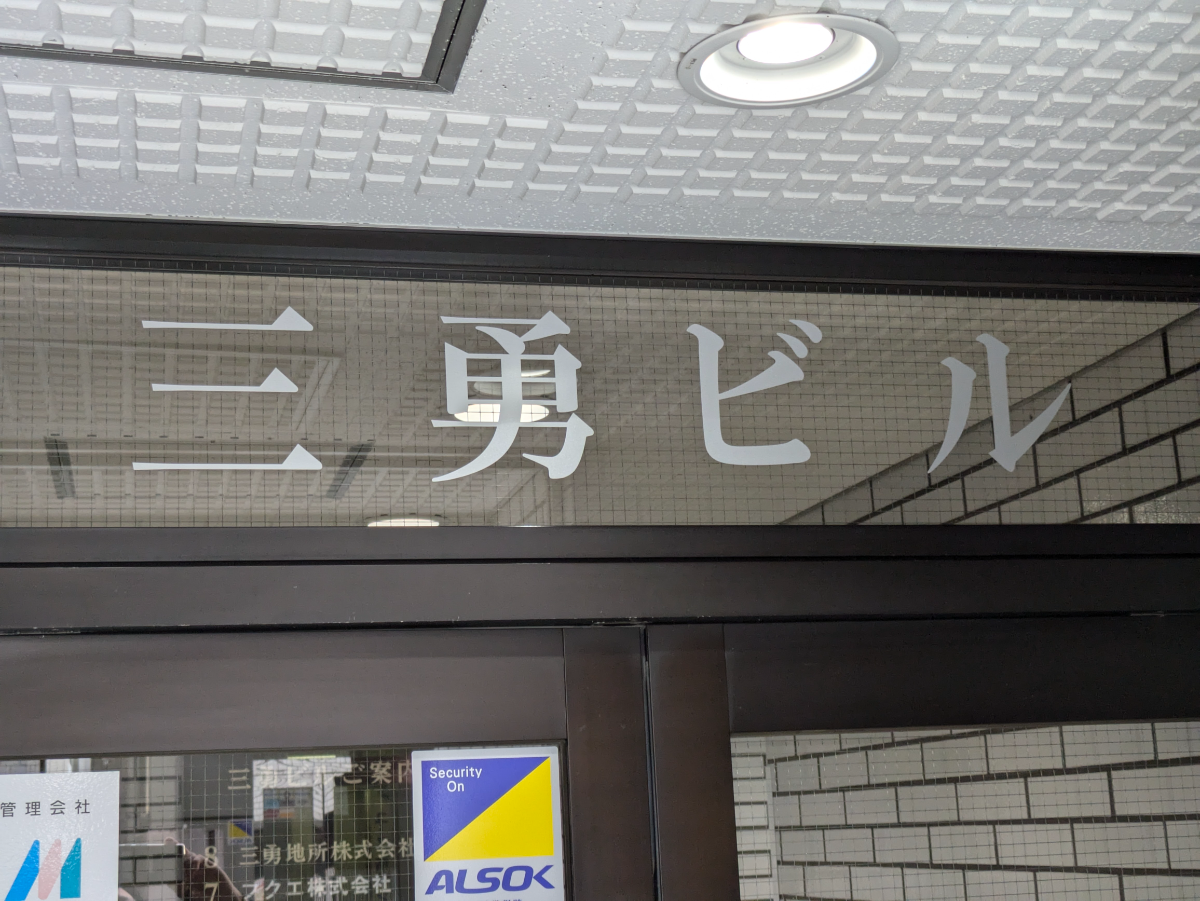 三勇ビル
三勇ビルご案内
8 三勇地所株式会社
7 フクエ株式会社
管理会社
Security
On
ALSOK